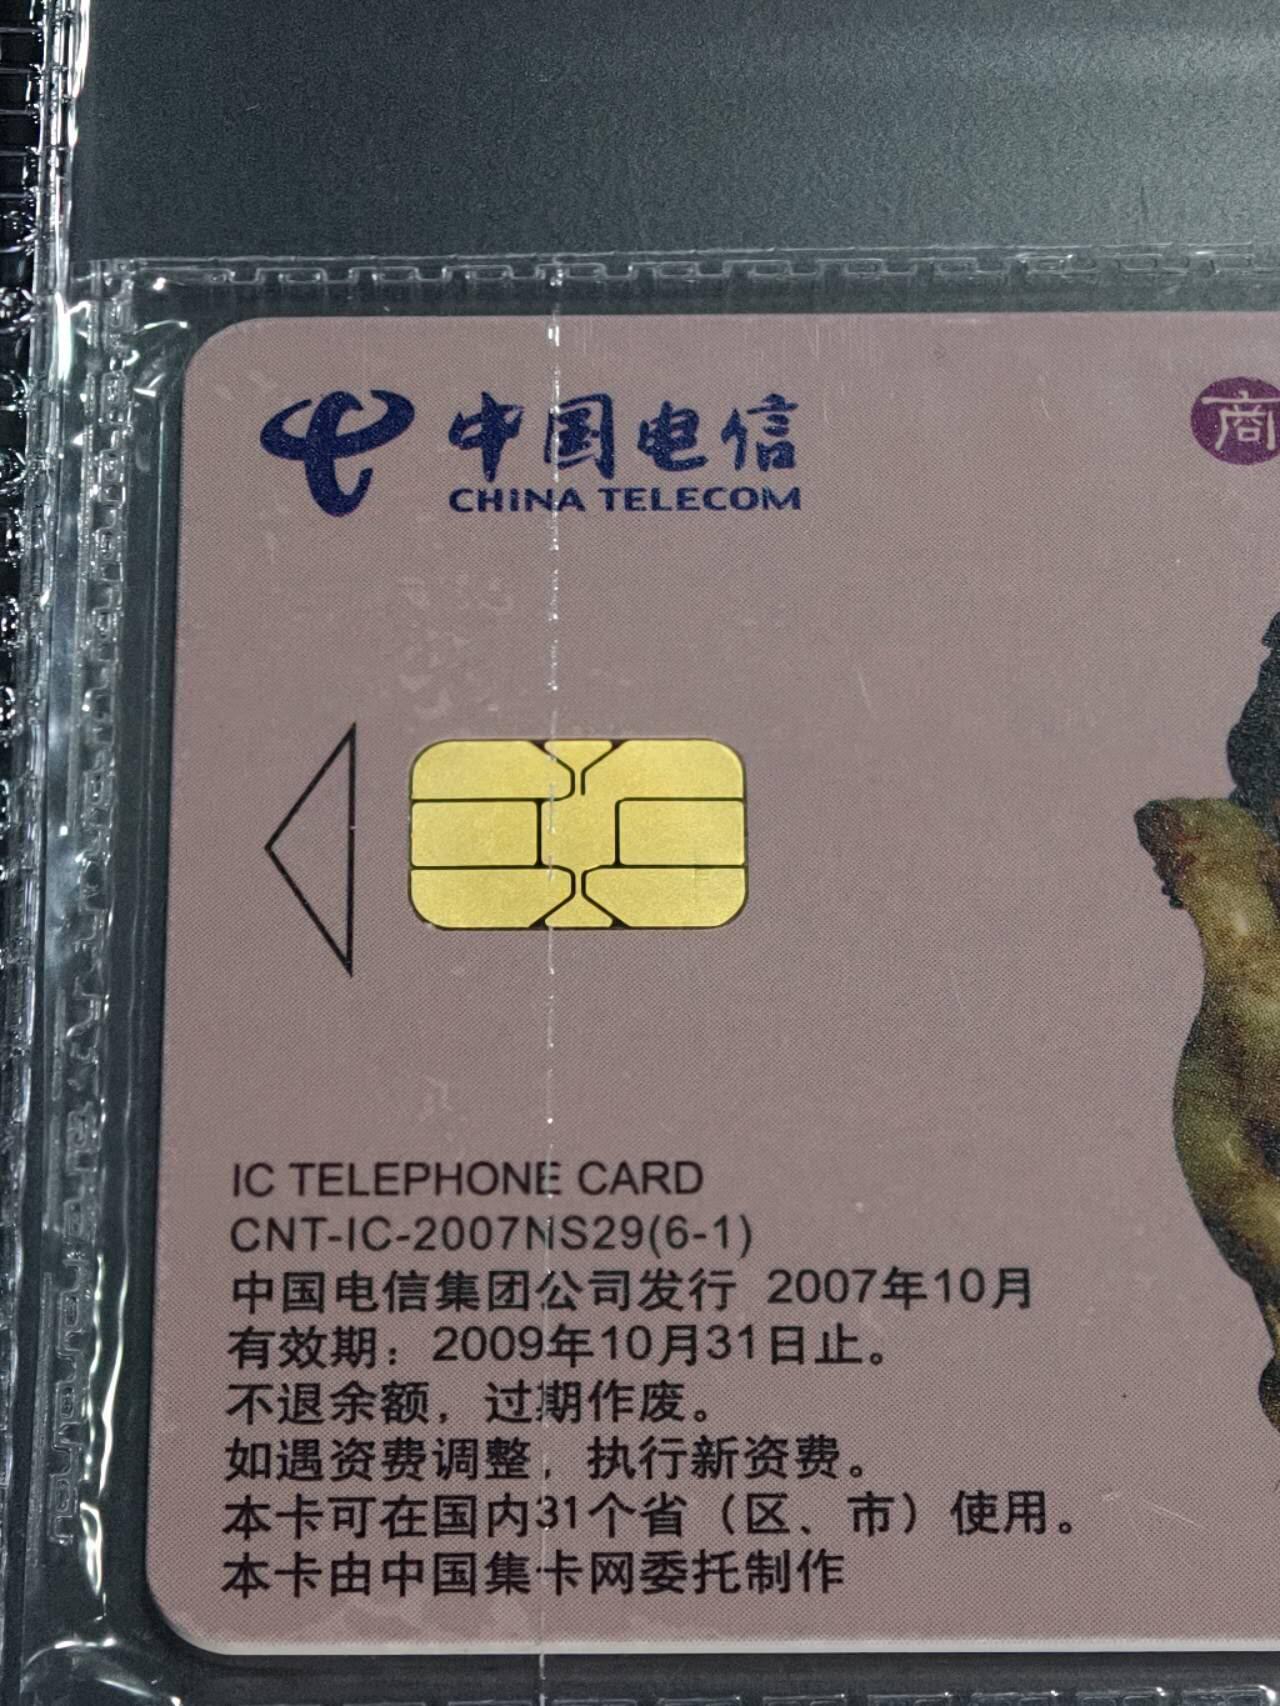 中国电信
CHINA TELECOM
商
IC TELEPHONE CARD
CNT-IC-2007NS29(6-1)
中国电信集团公司发行 2007年10月
有效期：2009年10月31日止。
不退余额，过期作废。
如遇资费调整，执行新资费。
本卡可在国内31个省（区、市）使用。
本卡由中国集卡网委托制作